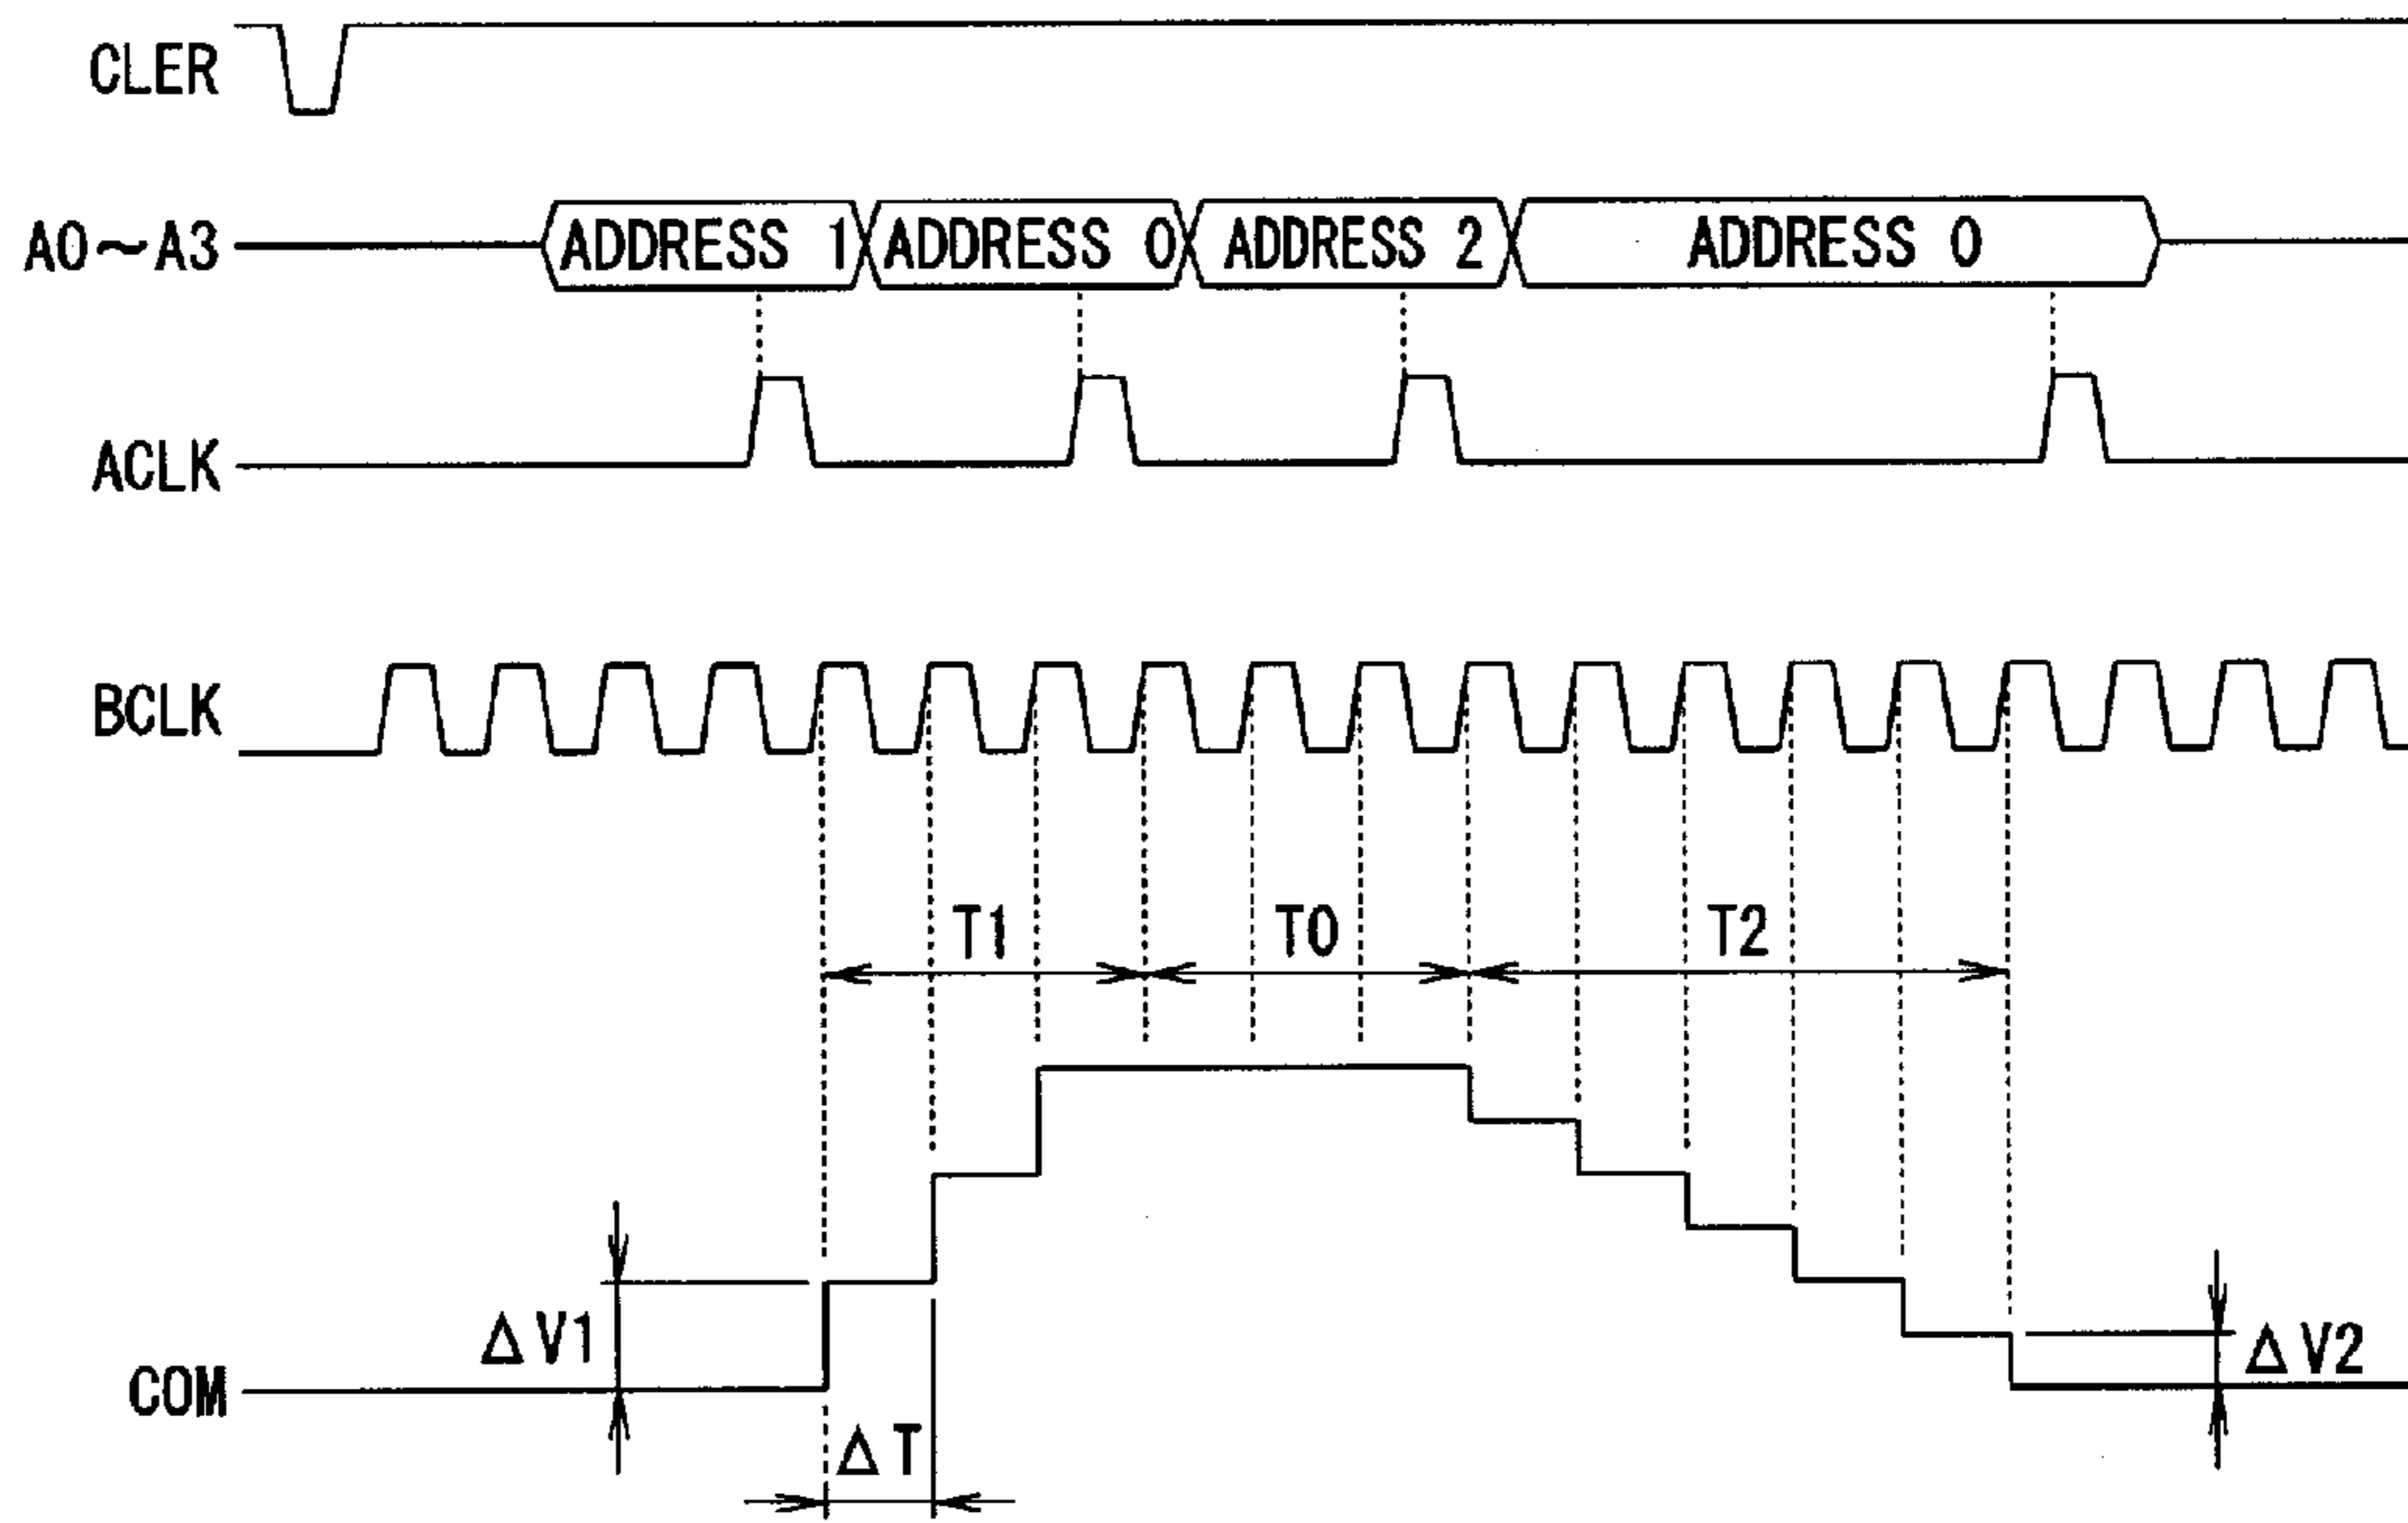 CLER
A0～A3
ADDRESS 1
ADDRESS 0
ADDRESS 2
ADDRESS 0
ACLK
BCLK
T1
T0
T2
ΔV1
ΔV2
COM
ΔT